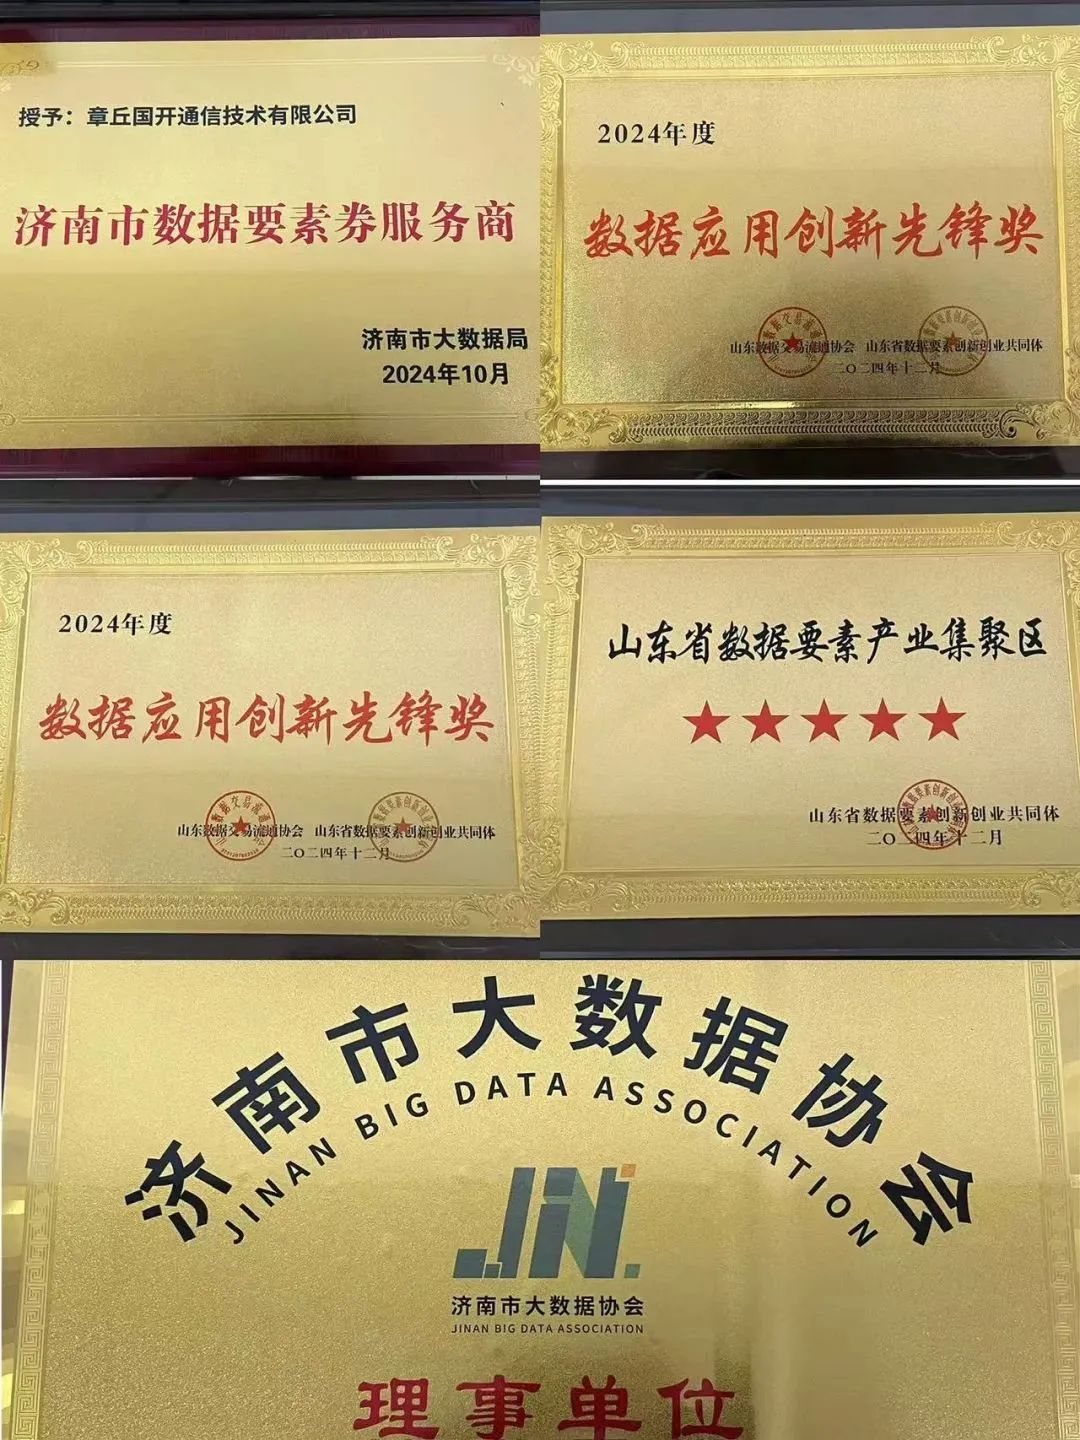 授予：章丘国开通信技术有限公司
济南市数据要素券服务商
济南市大数据局
2024年10月
2024年度
数据应用创新先锋奖
山东数据交易流通协会 山东省数据要素创新创业共同体
二〇二四年十二月
2024年度
数据应用创新先锋奖
山东数据交易流通协会 山东省数据要素创新创业共同体
二〇二四年十二月
山东省数据要素产业集聚区
山东省数据要素创新创业共同体
二〇二四年十二月
济南市大数据协会
JINAN BIG DATA ASSOCIATION
JN.
济南市大数据协会
JINAN BIG DATA ASSOCIATION
理事单位